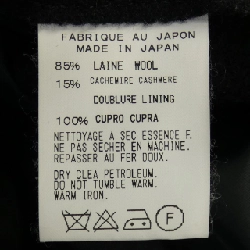 FABRIQUE AU JAPON
MADE IN JAPAN
85% LAINE WOOL
15% CACHEMIRE CASHMERE
DOUBLURE LINING
100% CUPRO CUPRA
NETTOYAGE A SEC ESSENCE F.
NE PAS SÈCHER EN MACHINE.
REPASSER AU FER DOUX.
DRY CLEA PETROLEUM.
DO NOT TUMBLE WARM.
WARM IRON.
F